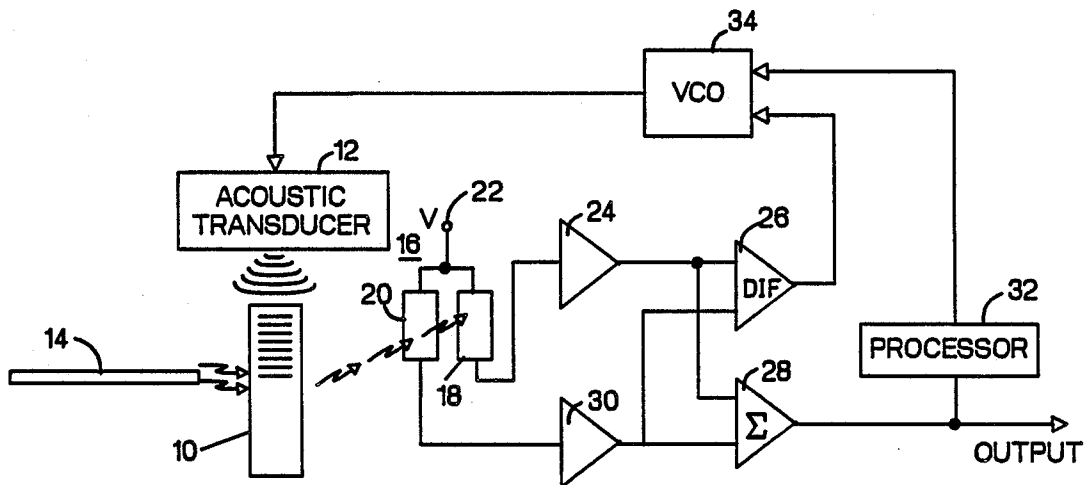 34
VCO
12
ACOUSTIC
TRANSDUCER
22
V
16
24
26
DIF
20
18
32
PROCESSOR
14
28
Σ
30
10
OUTPUT